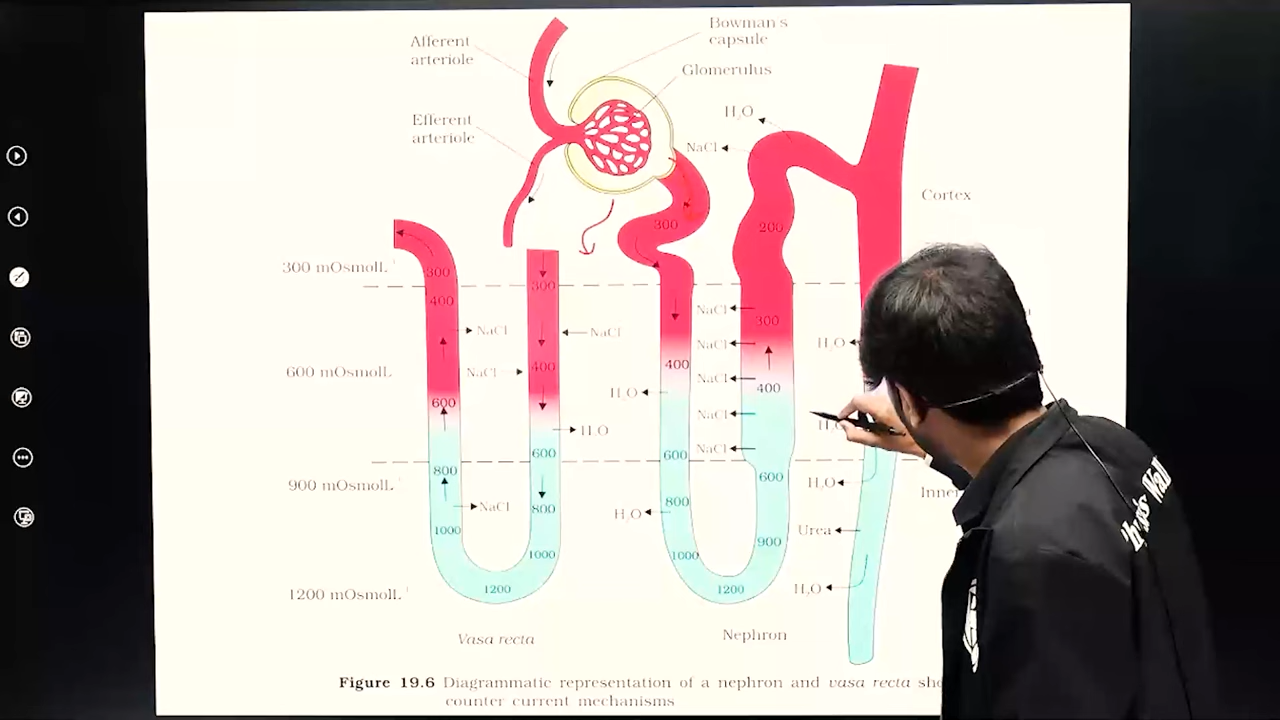 Bowman's
capsule
Afferent
arteriole
Glomerulus
H₂O
Efferent
arteriole
NaCl
Cortex
300
200
300 mOsmolL⁻¹
300
300
400
NaCl
300
NaCl
NaCl
NaCl
H₂O
600 mOsmolL
NaCl
400
400
NaCl
400
H₂O
600
NaCl
H₂O
H₂O
600
600
NaCl
800
600
900 mOsmolL⁻¹
H₂O
Inner
NaCl
800
800
H₂O
1000
Urea
900
1000
1000
1200 mOsmolL⁻¹
1200
1200
H₂O
Vasa recta
Nephron
Figure 19.6 Diagrammatic representation of a nephron and vasa recta
counter current mechanisms